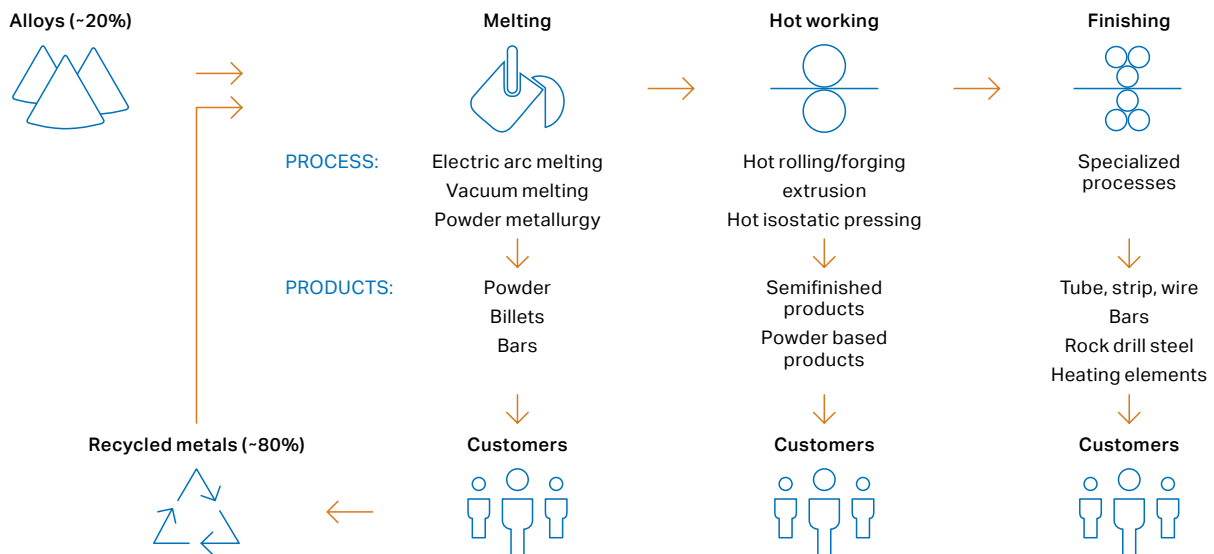 Alloys (~20%)
Melting
Hot working
Finishing
PROCESS:
Electric arc melting
Vacuum melting
Powder metallurgy
Hot rolling/forging
extrusion
Hot isostatic pressing
Specialized
processes
PRODUCTS:
Powder
Billets
Bars
Semifinished
products
Powder based
products
Tube, strip, wire
Bars
Rock drill steel
Heating elements
Recycled metals (~80%)
Customers
Customers
Customers